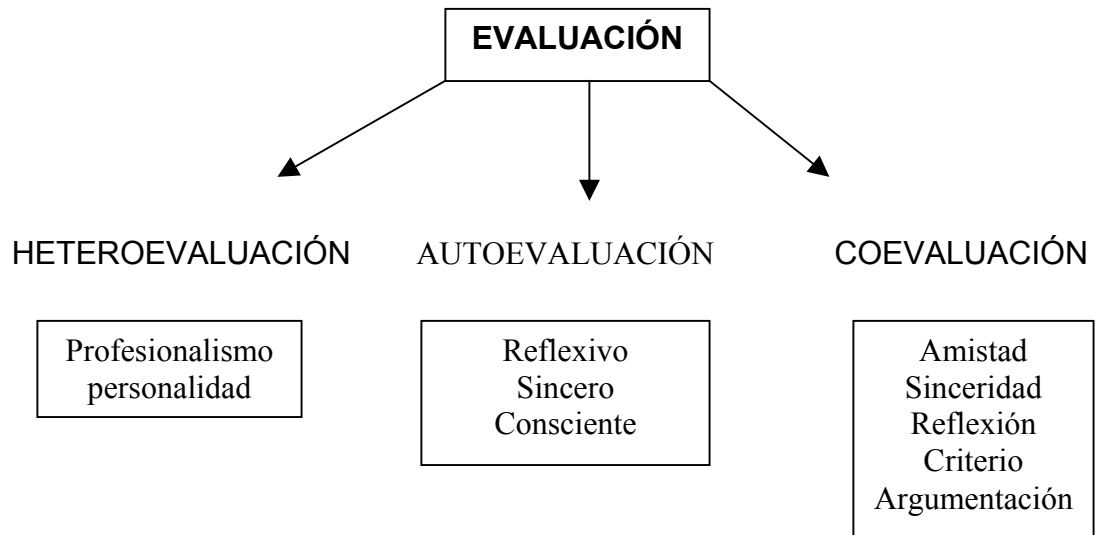 EVALUACIÓN
HETEROEVALUACIÓN
AUTOEVALUACIÓN
COEVALUACIÓN
Profesionalismo
personalidad
Reflexivo
Sincero
Consciente
Amistad
Sinceridad
Reflexión
Criterio
Argumentación